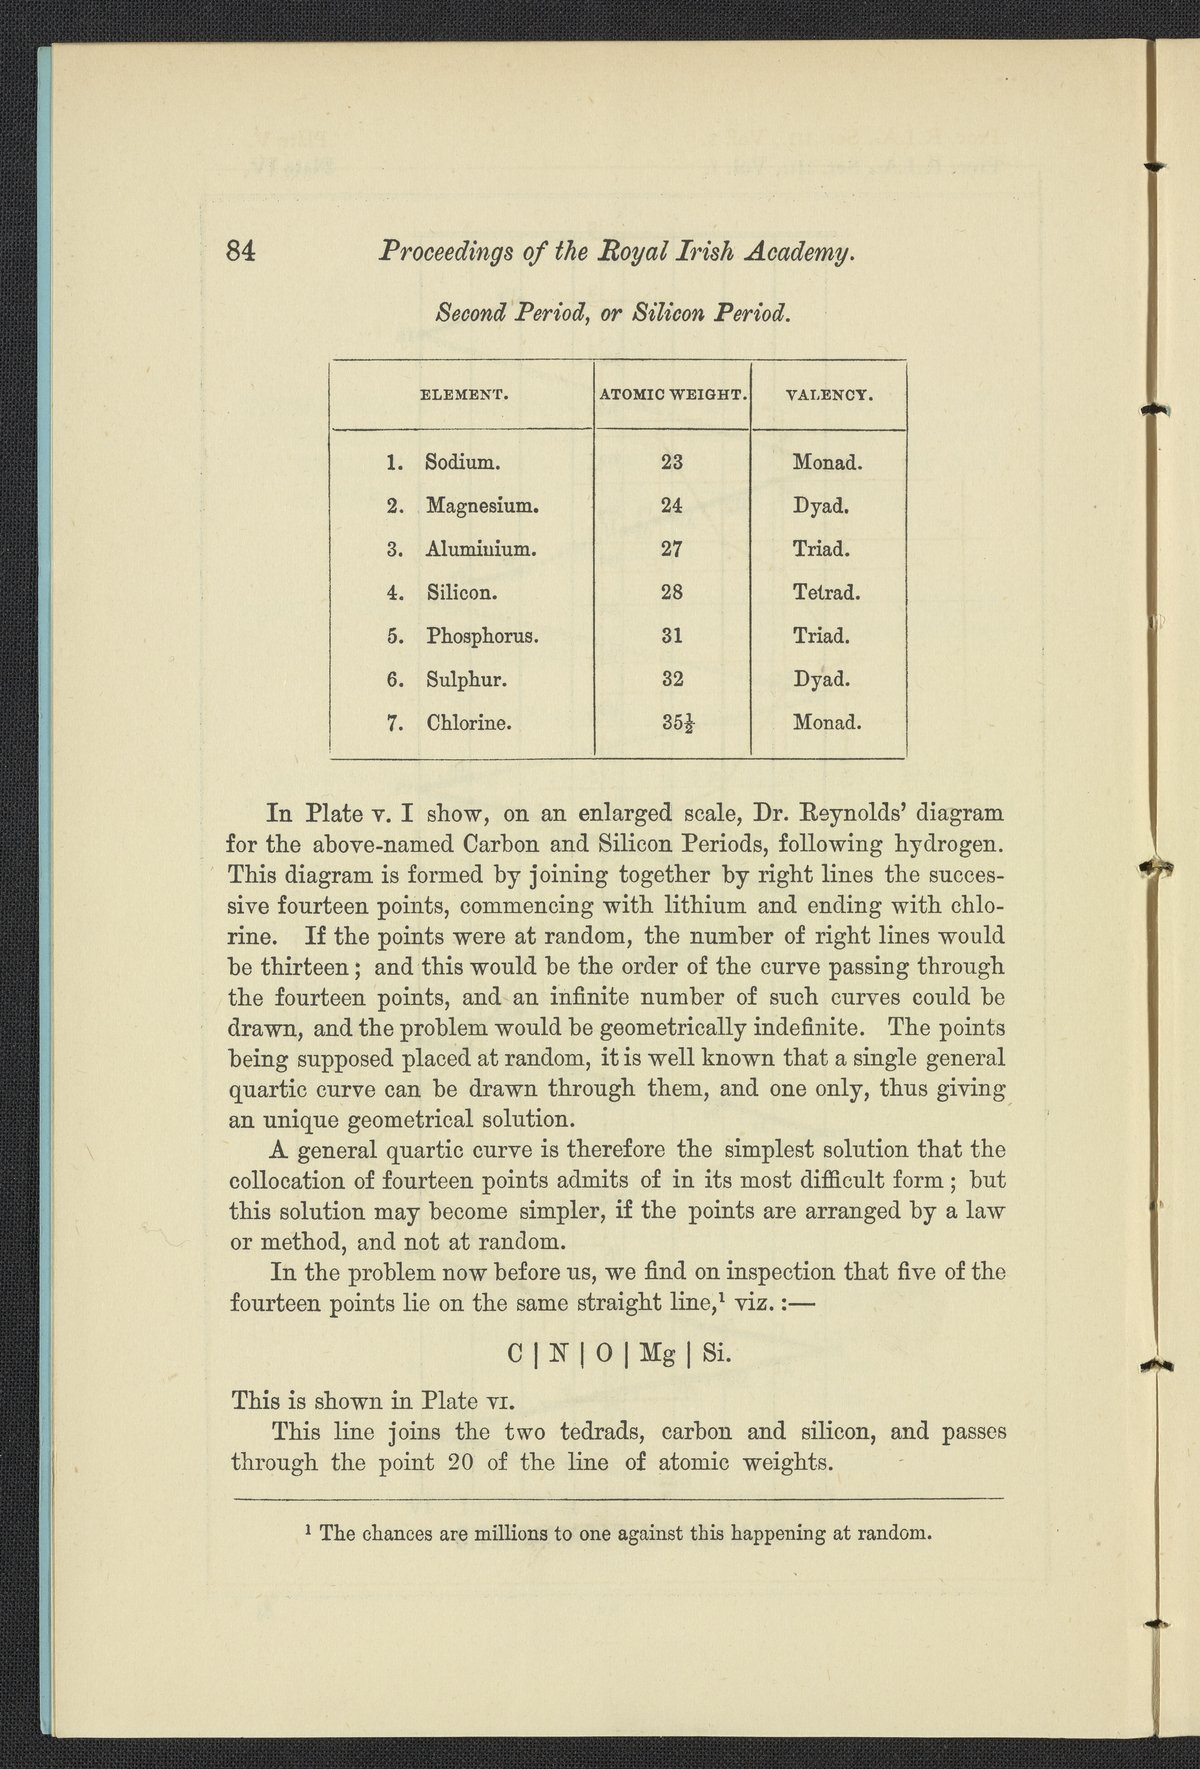 84 Proceedings of the Royal Irish Academy.
Second Period, or Silicon Period.
ELEMENT. ATOMIC WEIGHT. VALENCY.
1. Sodium. 23 Monad.
2. Magnesium. 24 Dyad.
3. Aluminium. 27 Triad.
4. Silicon. 28 Tetrad.
5. Phosphorus. 31 Triad.
6. Sulphur. 32 Dyad.
7. Chlorine. 35½ Monad.
In Plate v. I show, on an enlarged scale, Dr. Reynolds' diagram
for the above-named Carbon and Silicon Periods, following hydrogen.
This diagram is formed by joining together by right lines the succes-
sive fourteen points, commencing with lithium and ending with chlo-
rine. If the points were at random, the number of right lines would
be thirteen; and this would be the order of the curve passing through
the fourteen points, and an infinite number of such curves could be
drawn, and the problem would be geometrically indefinite. The points
being supposed placed at random, it is well known that a single general
quartic curve can be drawn through them, and one only, thus giving
an unique geometrical solution.
A general quartic curve is therefore the simplest solution that the
collocation of fourteen points admits of in its most difficult form; but
this solution may become simpler, if the points are arranged by a law
or method, and not at random.
In the problem now before us, we find on inspection that five of the
fourteen points lie on the same straight line,¹ viz.:—
C | N | O | Mg | Si.
This is shown in Plate vi.
This line joins the two tedrads, carbon and silicon, and passes
through the point 20 of the line of atomic weights.
¹ The chances are millions to one against this happening at random.